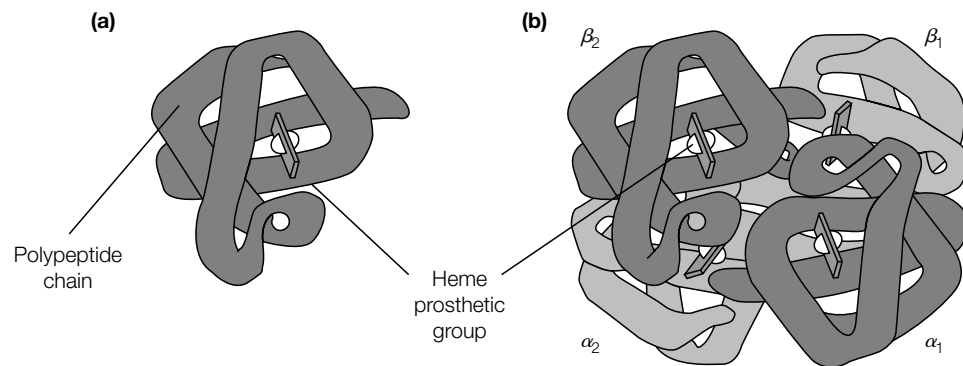 (a)
(b)
β2
β1
Polypeptide
chain
Heme
prosthetic
group
α2
α1